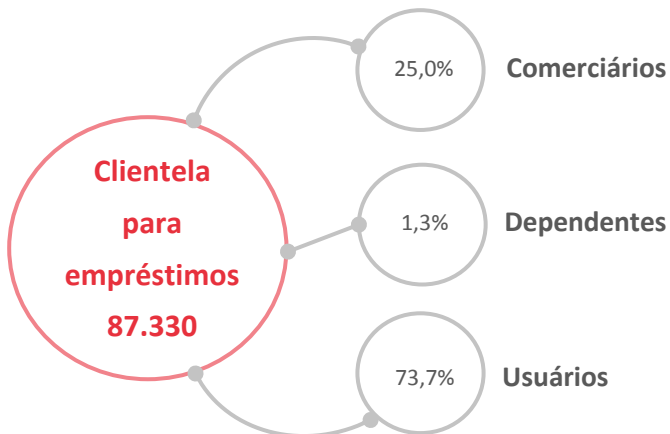 Clientela
para
empréstimos
87.330
25,0% Comerciários
1,3% Dependentes
73,7% Usuários